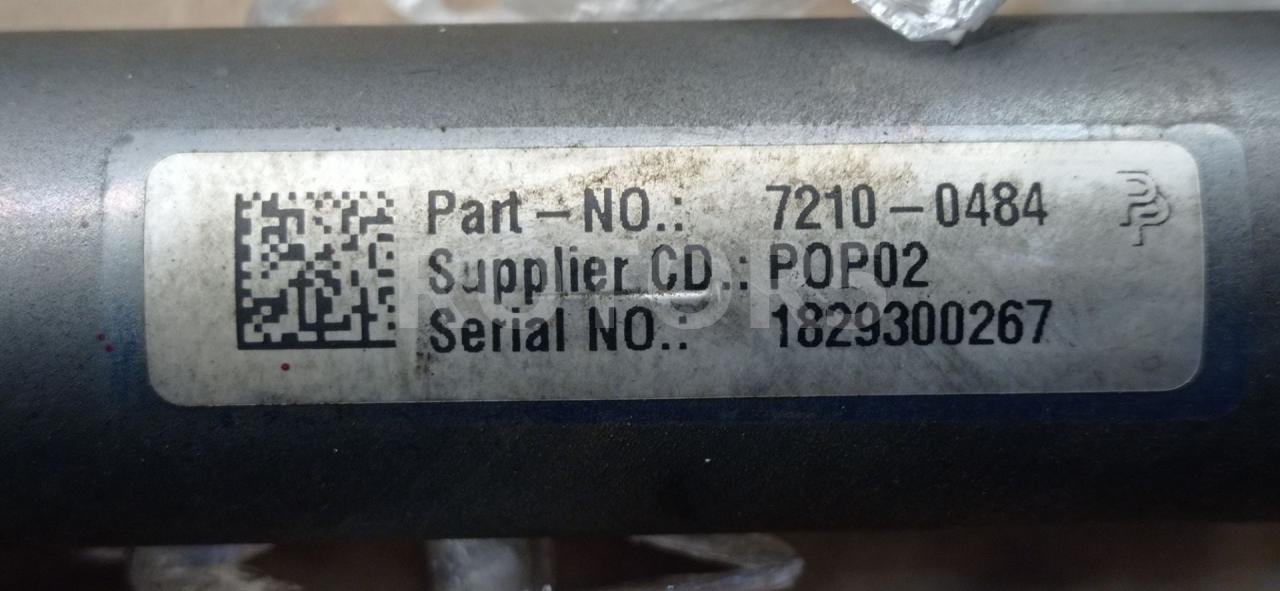 Part-NO.: 7210-0484
Supplier CD.: POP02
Serial NO.: 1829300267